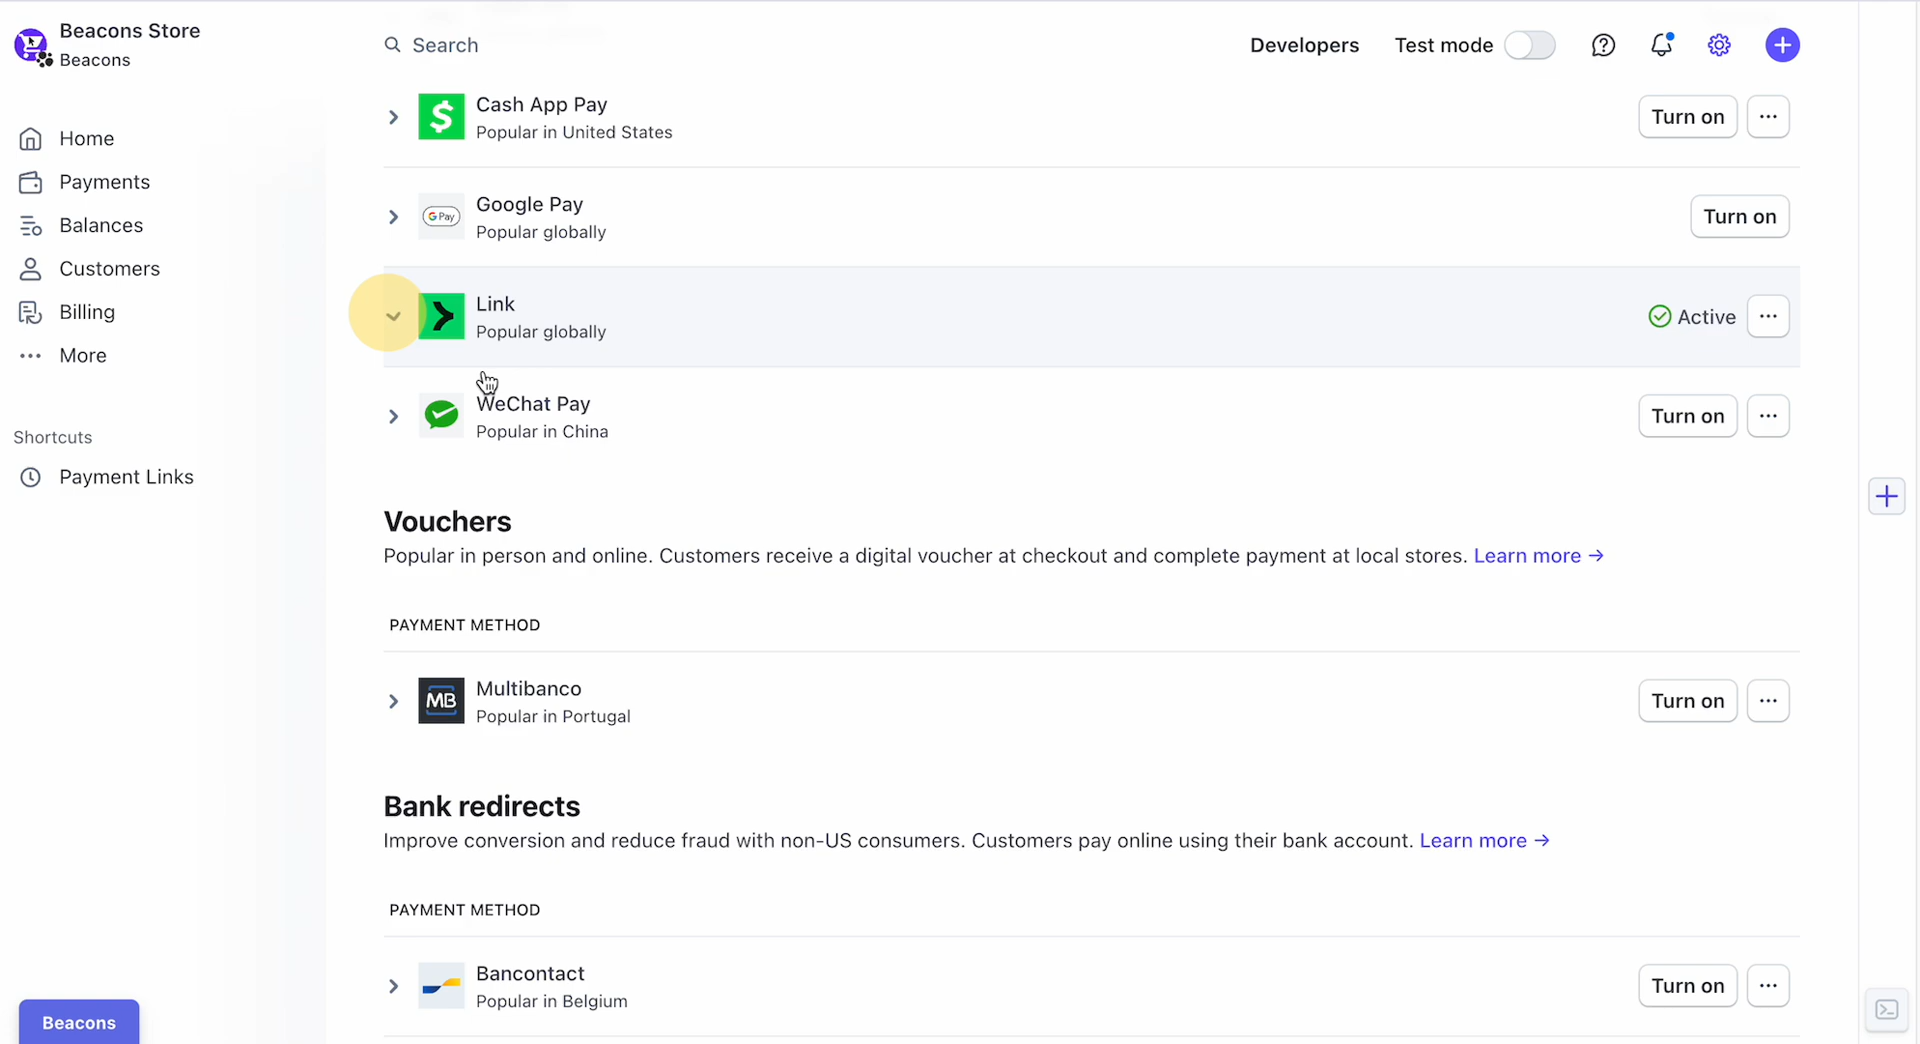 Beacons Store
Beacons
Search
Developers
Test mode
Home
Payments
Balances
Customers
Billing
More
Shortcuts
Payment Links
Cash App Pay
Popular in United States
Turn on
G Pay
Google Pay
Popular globally
Turn on
Link
Popular globally
Active
WeChat Pay
Popular in China
Turn on
Vouchers
Popular in person and online. Customers receive a digital voucher at checkout and complete payment at local stores. Learn more →
PAYMENT METHOD
MB
Multibanco
Popular in Portugal
Turn on
Bank redirects
Improve conversion and reduce fraud with non-US consumers. Customers pay online using their bank account. Learn more →
PAYMENT METHOD
Bancontact
Popular in Belgium
Turn on
Beacons